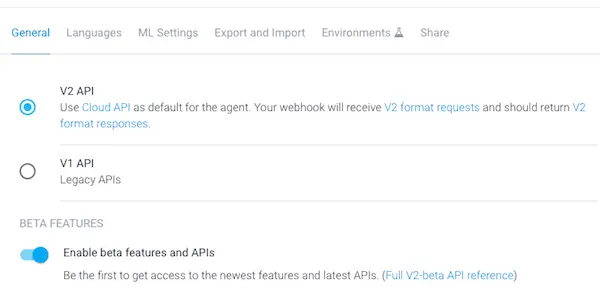 General Languages ML Settings Export and Import Environments Share
V2 API
Use Cloud API as default for the agent. Your webhook will receive V2 format requests and should return V2
format responses.
V1 API
Legacy APIs
BETA FEATURES
Enable beta features and APIs
Be the first to get access to the newest features and latest APIs. (Full V2-beta API reference)